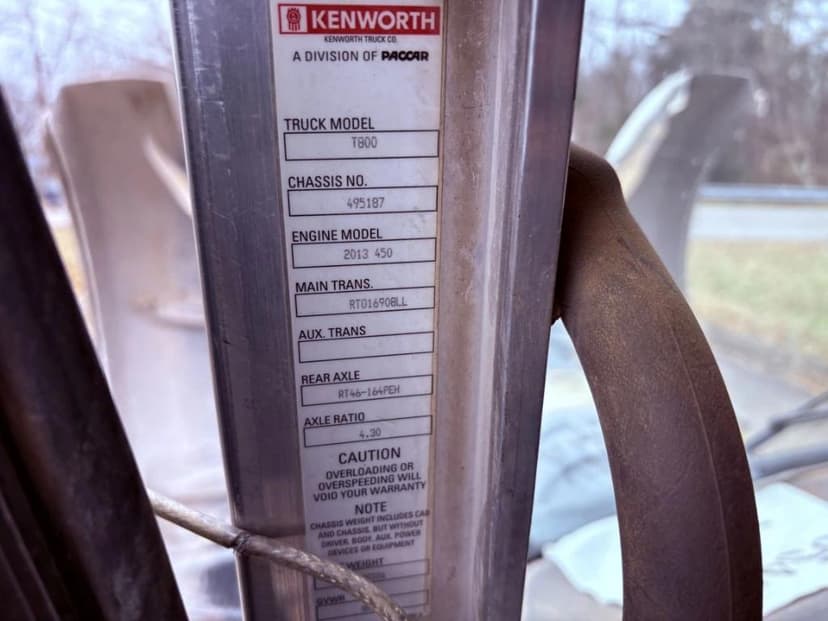 KENWORTH
KENWORTH TRUCK CO.
A DIVISION OF PACCAR
TRUCK MODEL
T800
CHASSIS NO.
495187
ENGINE MODEL
2013 450
MAIN TRANS.
RTO16908LL
AUX. TRANS
REAR AXLE
RT46-164PEH
AXLE RATIO
4.30
CAUTION
OVERLOADING OR
OVERSPEEDING WILL
VOID YOUR WARRANTY
NOTE
CHASSIS WEIGHT INCLUDES CAB
AND CHASSIS, BUT WITHOUT
DRIVER, BODY, AUX. POWER
DEVICES OR EQUIPMENT
WEIGHT
GVWR